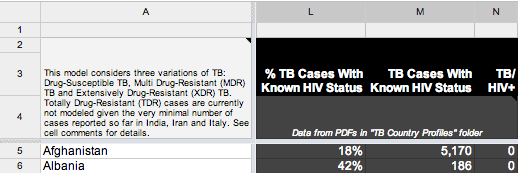 A L M N
1
2
3
4
This model considers three variations of TB:
Drug-Susceptible TB, Multi Drug-Resistant (MDR)
TB and Extensively Drug-Resistant (XDR) TB.
Totally Drug-Resistant (TDR) cases are currently
not modeled given the very minimal number of
cases reported so far in India, Iran and Italy. See
cell comments for details.
% TB Cases With
Known HIV Status
TB Cases With
Known HIV Status
TB/
HIV+
Data from PDFs in "TB Country Profiles" folder
5 Afghanistan 18% 5,170 0
6 Albania 42% 186 0